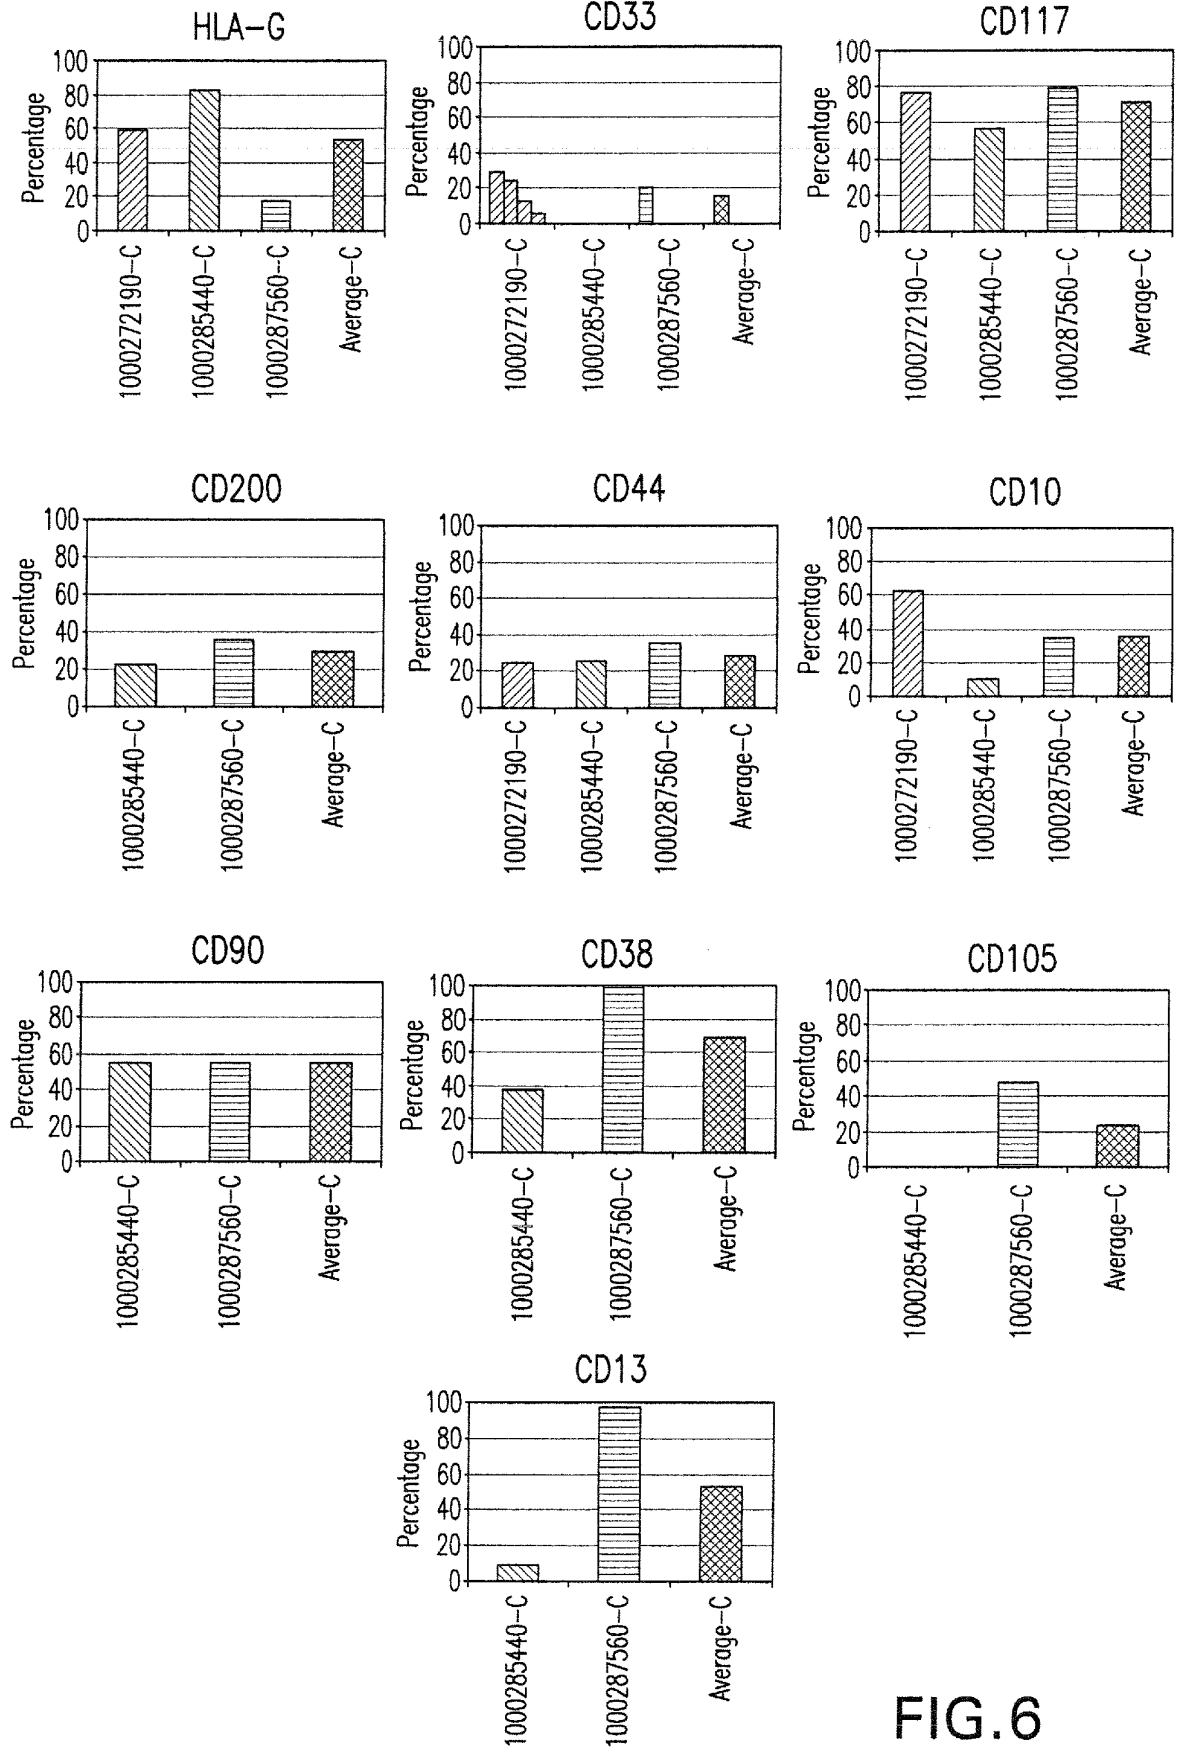 HLA-G
Percentage
100
80
60
40
20
0
1000272190-C
1000285440-C
1000287560-C
Average-C
CD33
Percentage
100
80
60
40
20
0
1000272190-C
1000285440-C
1000287560-C
Average-C
CD117
Percentage
100
80
60
40
20
0
1000272190-C
1000285440-C
1000287560-C
Average-C
CD200
Percentage
100
80
60
40
20
0
1000285440-C
1000287560-C
Average-C
CD44
Percentage
100
80
60
40
20
0
1000272190-C
1000285440-C
1000287560-C
Average-C
CD10
Percentage
100
80
60
40
20
0
1000272190-C
1000285440-C
1000287560-C
Average-C
CD90
Percentage
100
80
60
40
20
0
1000285440-C
1000287560-C
Average-C
CD38
Percentage
100
80
60
40
20
0
1000285440-C
1000287560-C
Average-C
CD105
Percentage
100
80
60
40
20
0
1000285440-C
1000287560-C
Average-C
CD13
Percentage
100
80
60
40
20
0
1000285440-C
1000287560-C
Average-C
FIG.6